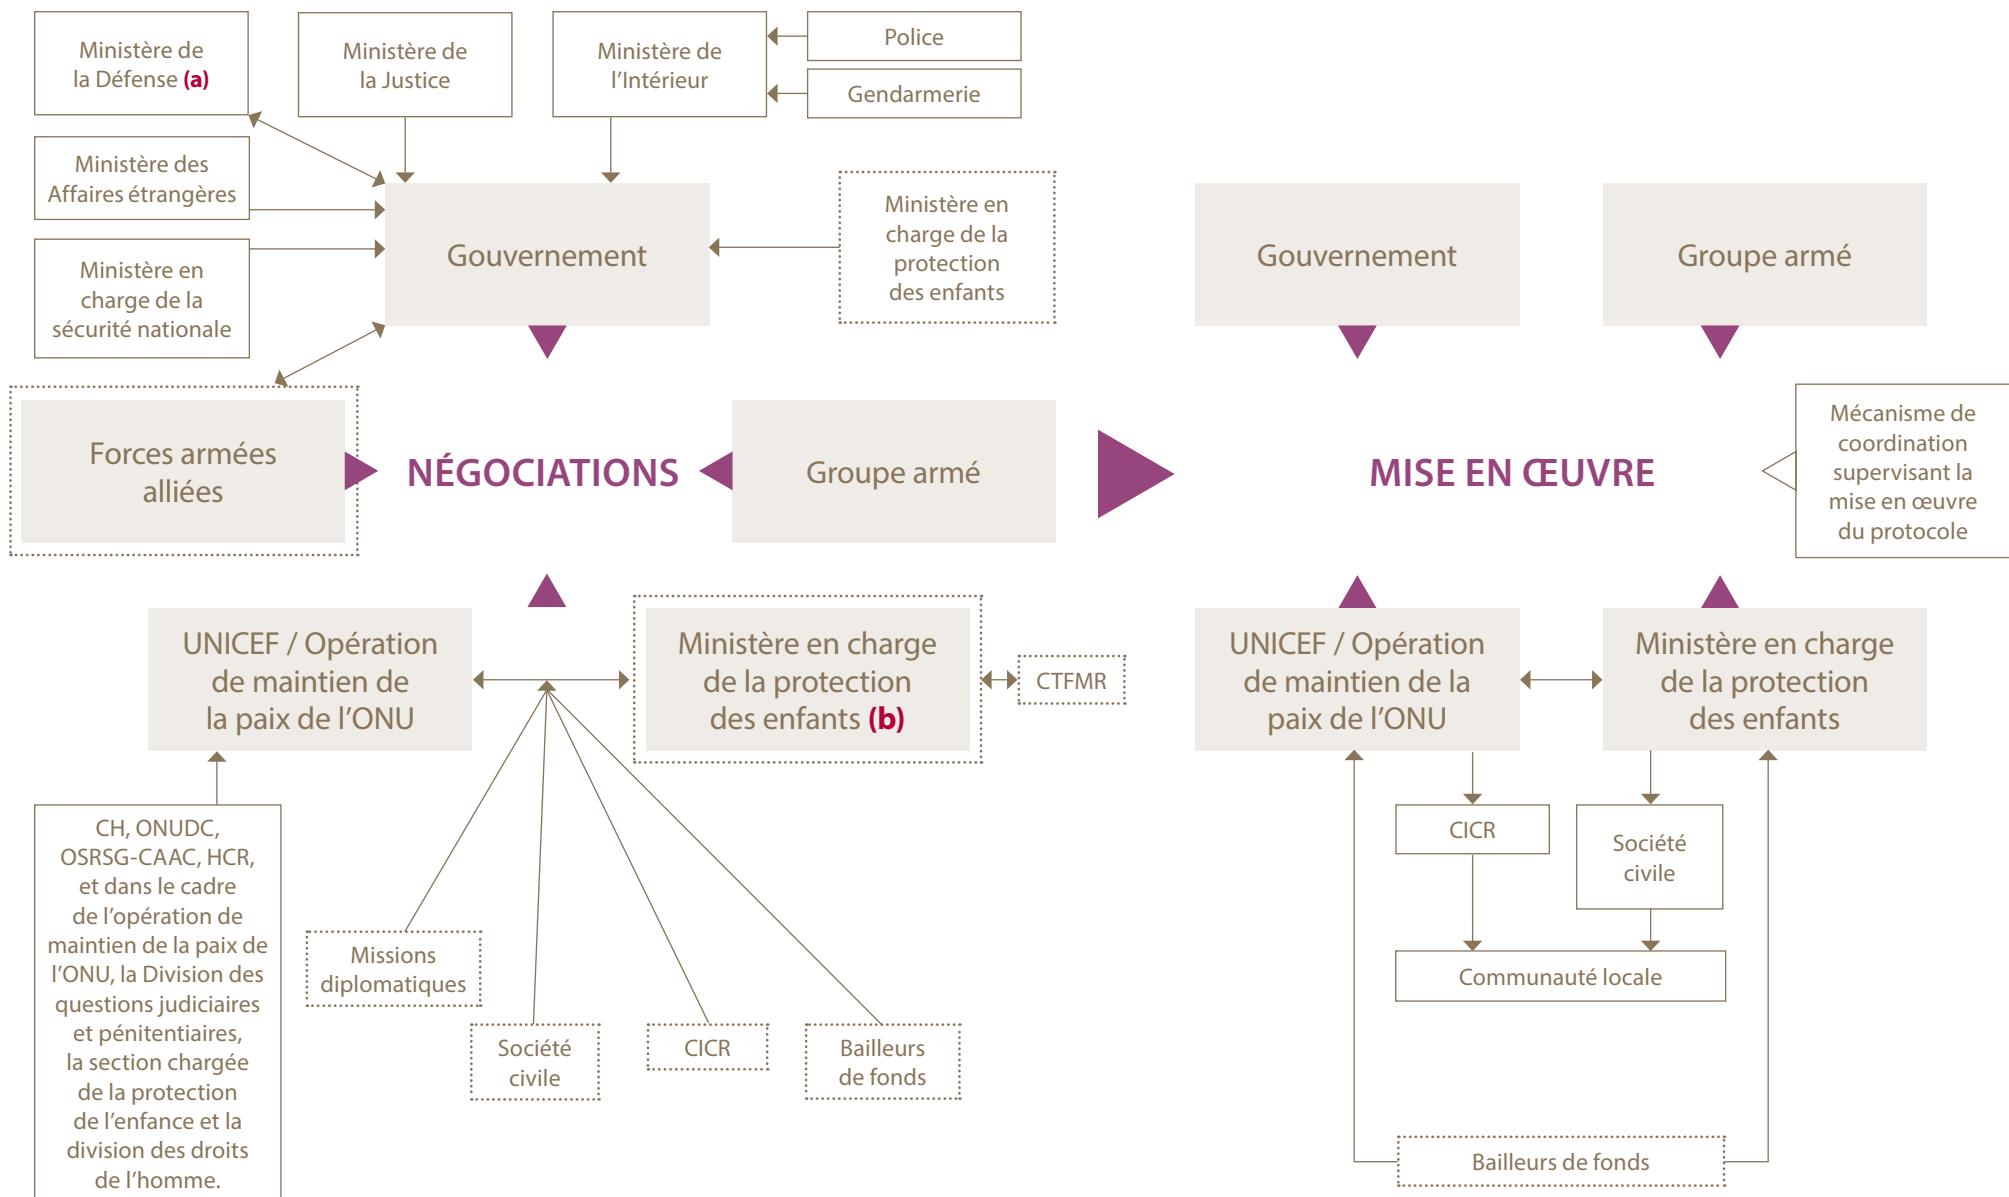 Ministère de
la Défense (a)
Ministère de
la Justice
Ministère de
l'Intérieur
Police
Gendarmerie
Ministère des
Affaires étrangères
Ministère en
charge de la
sécurité nationale
Gouvernement
Ministère en
charge de la
protection
des enfants
Forces armées
alliées
NÉGOCIATIONS
Groupe armé
UNICEF / Opération
de maintien de
la paix de l'ONU
Ministère en charge
de la protection
des enfants (b)
CTFMR
CH, ONUDC,
OSRSG-CAAC, HCR,
et dans le cadre
de l'opération de
maintien de la paix de
l'ONU, la Division des
questions judiciaires
et pénitentiaires,
la section chargée
de la protection
de l'enfance et la
division des droits
de l'homme.
Missions
diplomatiques
Société
civile
CICR
Bailleurs
de fonds
Gouvernement
Groupe armé
MISE EN ŒUVRE
Mécanisme de
coordination
supervisant la
mise en œuvre
du protocole
UNICEF / Opération
de maintien de la
paix de l'ONU
Ministère en charge
de la protection
des enfants
CICR
Société
civile
Communauté locale
Bailleurs de fonds